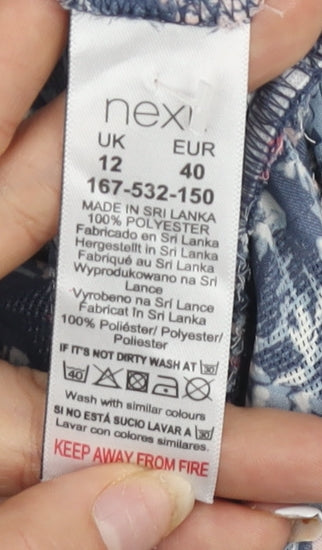 next
UK EUR
12 40
167-532-150
MADE IN SRI LANKA
100% POLYESTER
Fabricado en Sri Lanka
Hergestellt in Sri Lanka
Fabriqué au Sri Lanka
Wyprodukowano na Sri
Lance
Vyrobeno na Sri Lance
Fabricat în Sri Lanka
100% Poliéster/ Polyester/
Poliester
IF IT'S NOT DIRTY WASH AT 30
40
Wash with similar colours
SI NO ESTÁ SUCIO LAVAR A 30
Lavar con colores similares.
KEEP AWAY FROM FIRE